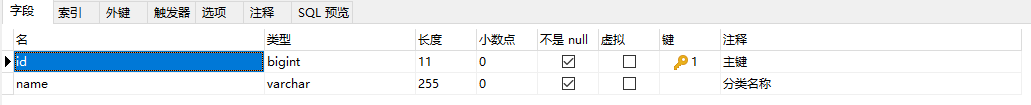 字段 索引 外键 触发器 选项 注释 SQL 预览
名 类型 长度 小数点 不是 null 虚拟 键 注释
id bigint 11 0 1 主键
name varchar 255 0 分类名称